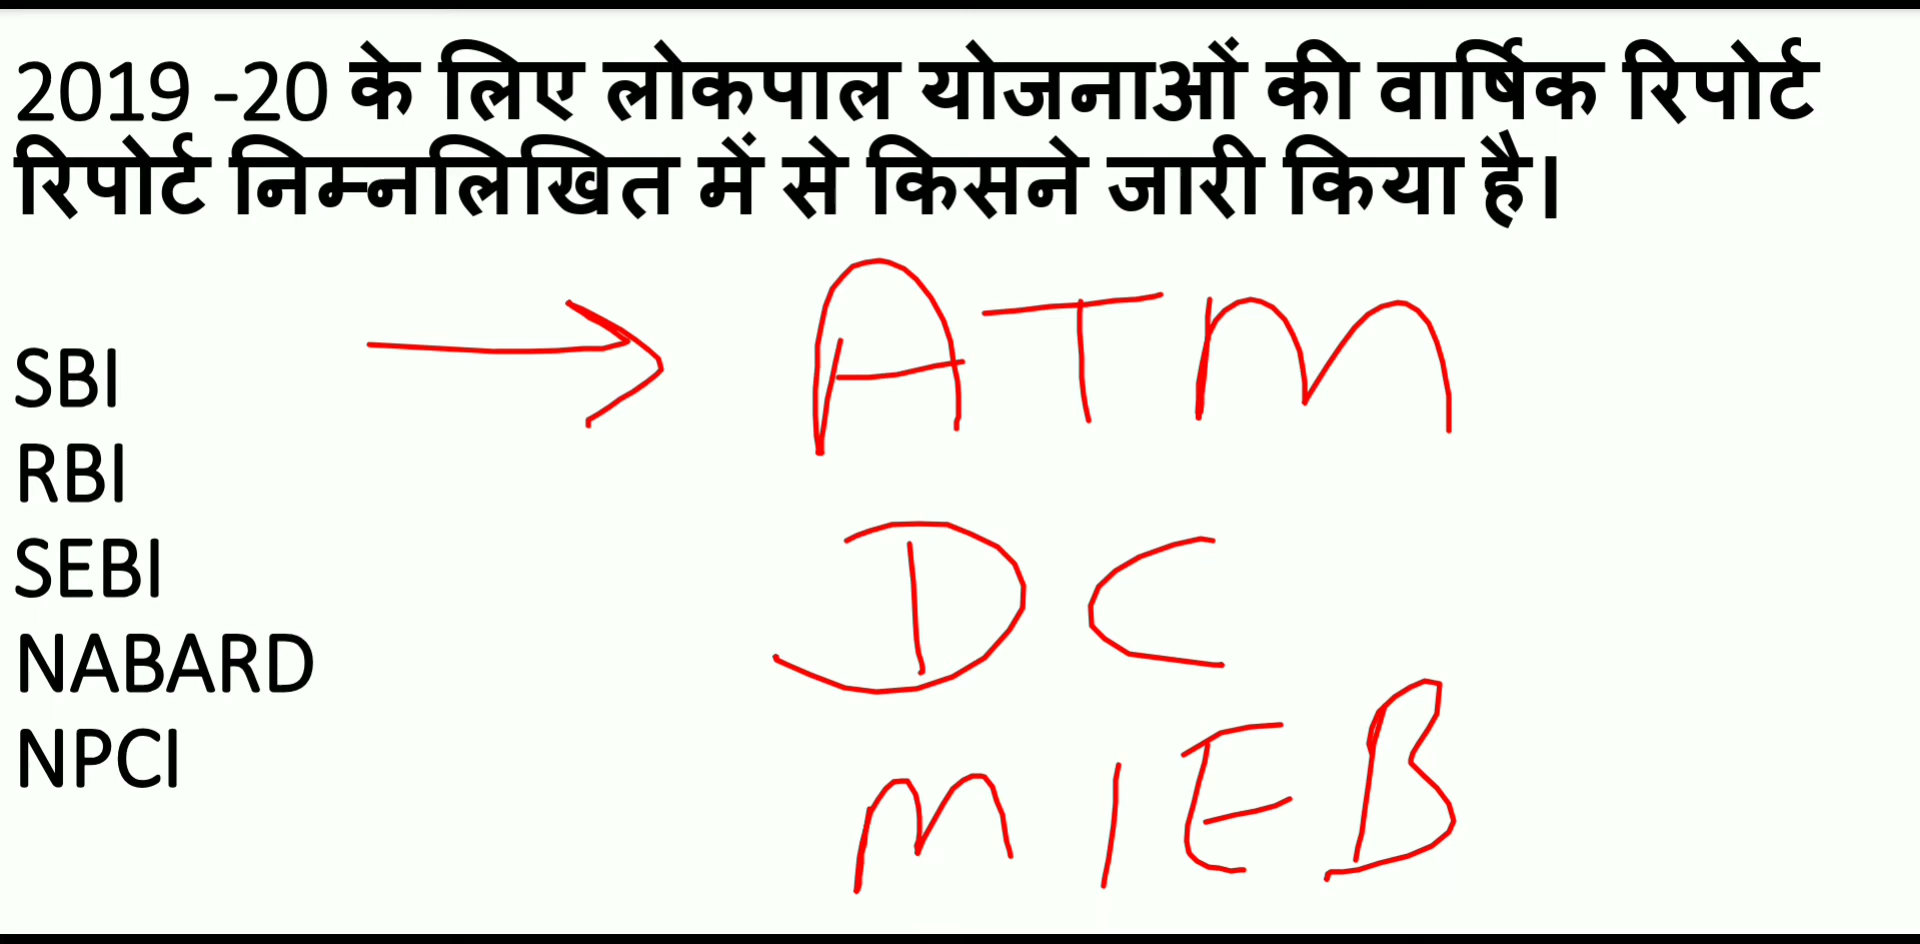 2019 -20 के लिए लोकपाल योजनाओं की वार्षिक रिपोर्ट
रिपोर्ट निम्नलिखित में से किसने जारी किया है।
ATM
SBI
RBI
SEBI
DC
NABARD
NPCI
MIEB